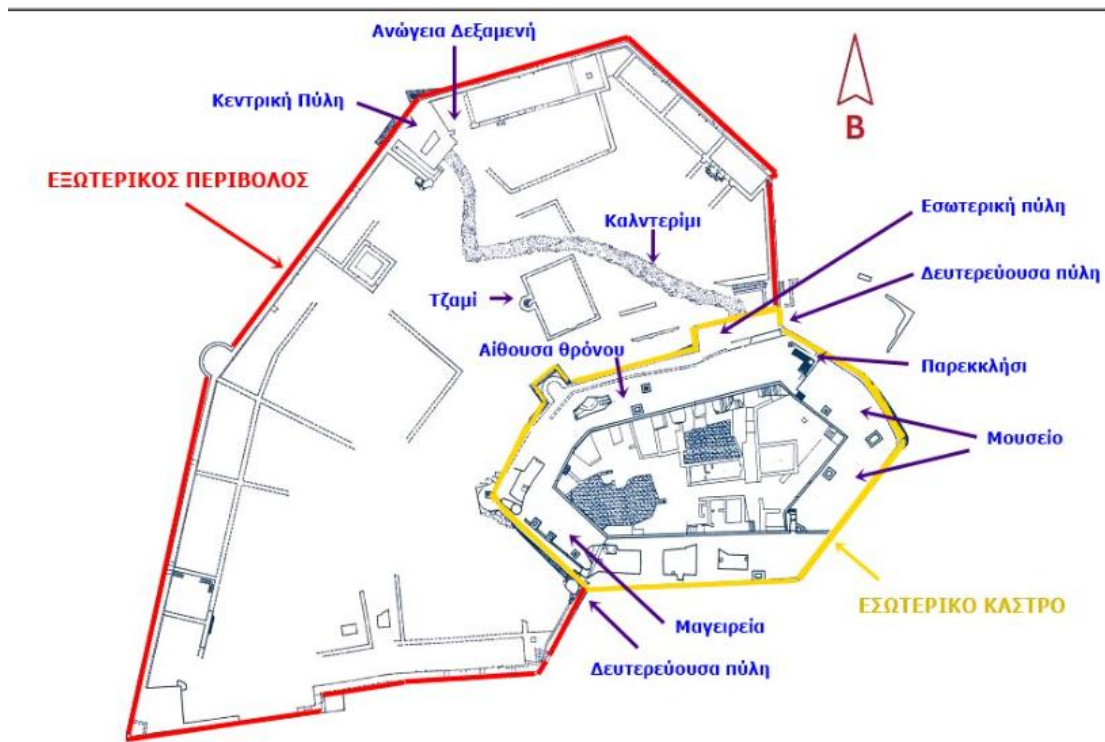 Ανώγεια Δεξαμενή
Κεντρική Πύλη
Β
ΕΞΩΤΕΡΙΚΟΣ ΠΕΡΙΒΟΛΟΣ
Εσωτερική πύλη
Καλντερίμι
Δευτερεύουσα πύλη
Τζαμί
Αίθουσα θρόνου
Παρεκκλήσι
Μουσείο
ΕΣΩΤΕΡΙΚΟ ΚΑΣΤΡΟ
Μαγειρεία
Δευτερεύουσα πύλη